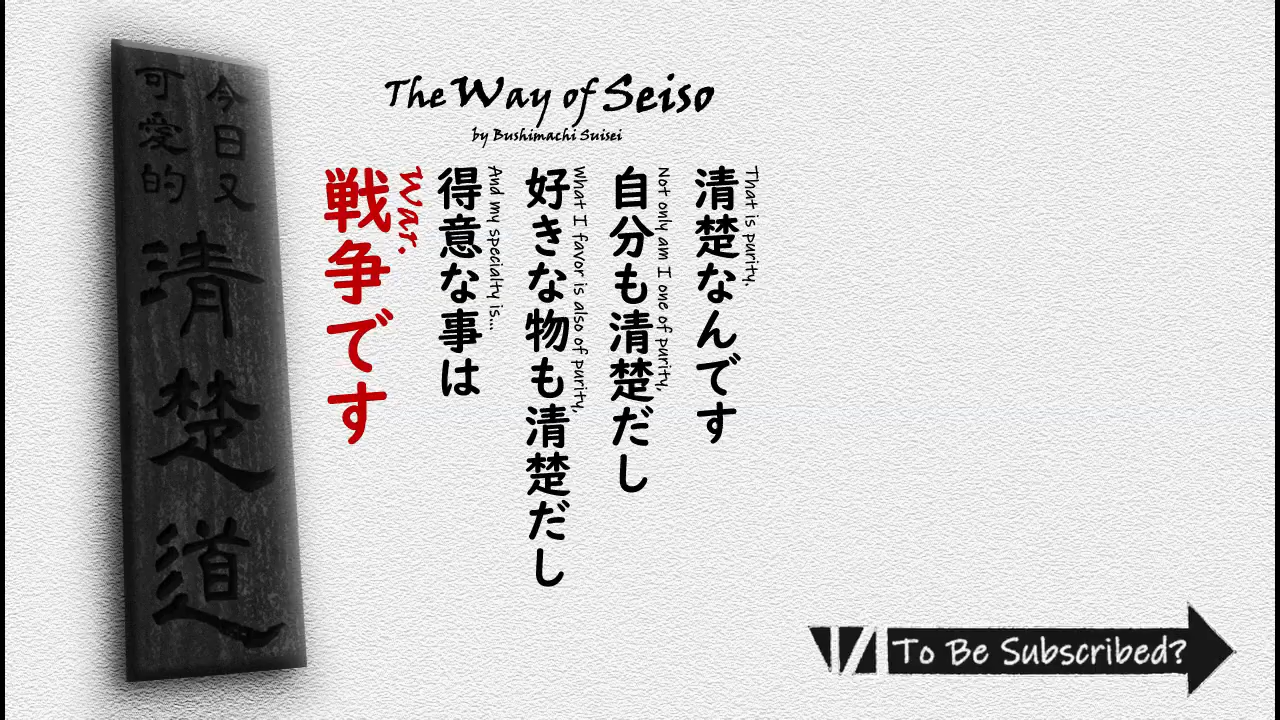 今日又
可愛的
清楚道
The Way of Seiso
by Bushimachi Suisei
清楚なんです
That is purity.
自分も清楚だし
Not only am I one of purity,
好きな物も清楚だし
What I favor is also of purity,
得意な事は
And my specialty is...
戦争です
War.
To Be Subscribed?